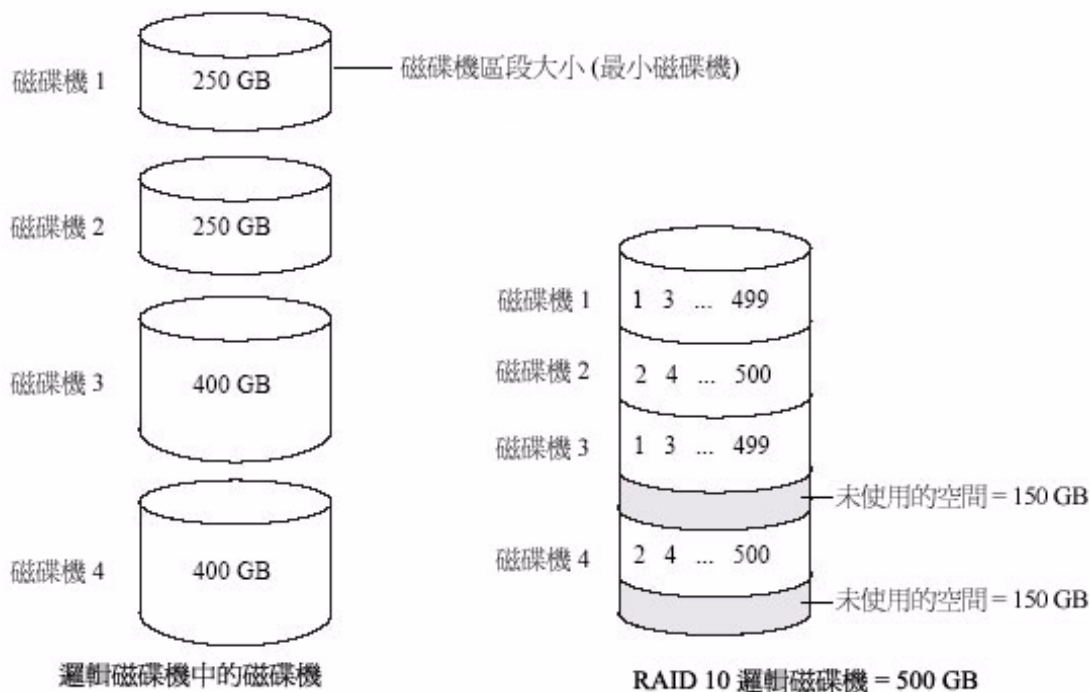 磁碟機 1
250 GB
磁碟機區段大小 (最小磁碟機)
磁碟機 2
250 GB
磁碟機 3
400 GB
磁碟機 4
400 GB
邏輯磁碟機中的磁碟機
磁碟機 1
1 3 ... 499
磁碟機 2
2 4 ... 500
磁碟機 3
1 3 ... 499
未使用的空間 = 150 GB
磁碟機 4
2 4 ... 500
未使用的空間 = 150 GB
RAID 10 邏輯磁碟機 = 500 GB